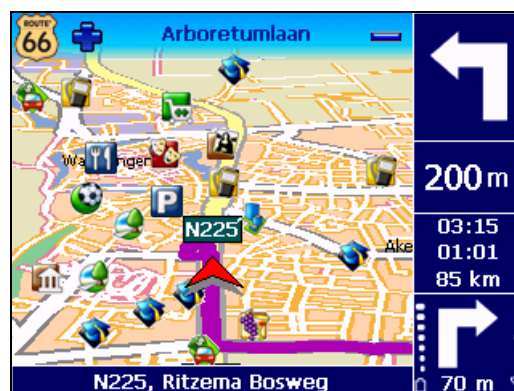 ROUTE
66
Arboretumlaan
Wa
nger
P
N225
Ake
200 m
03:15
01:01
85 km
70 m
N225, Ritzema Bosweg